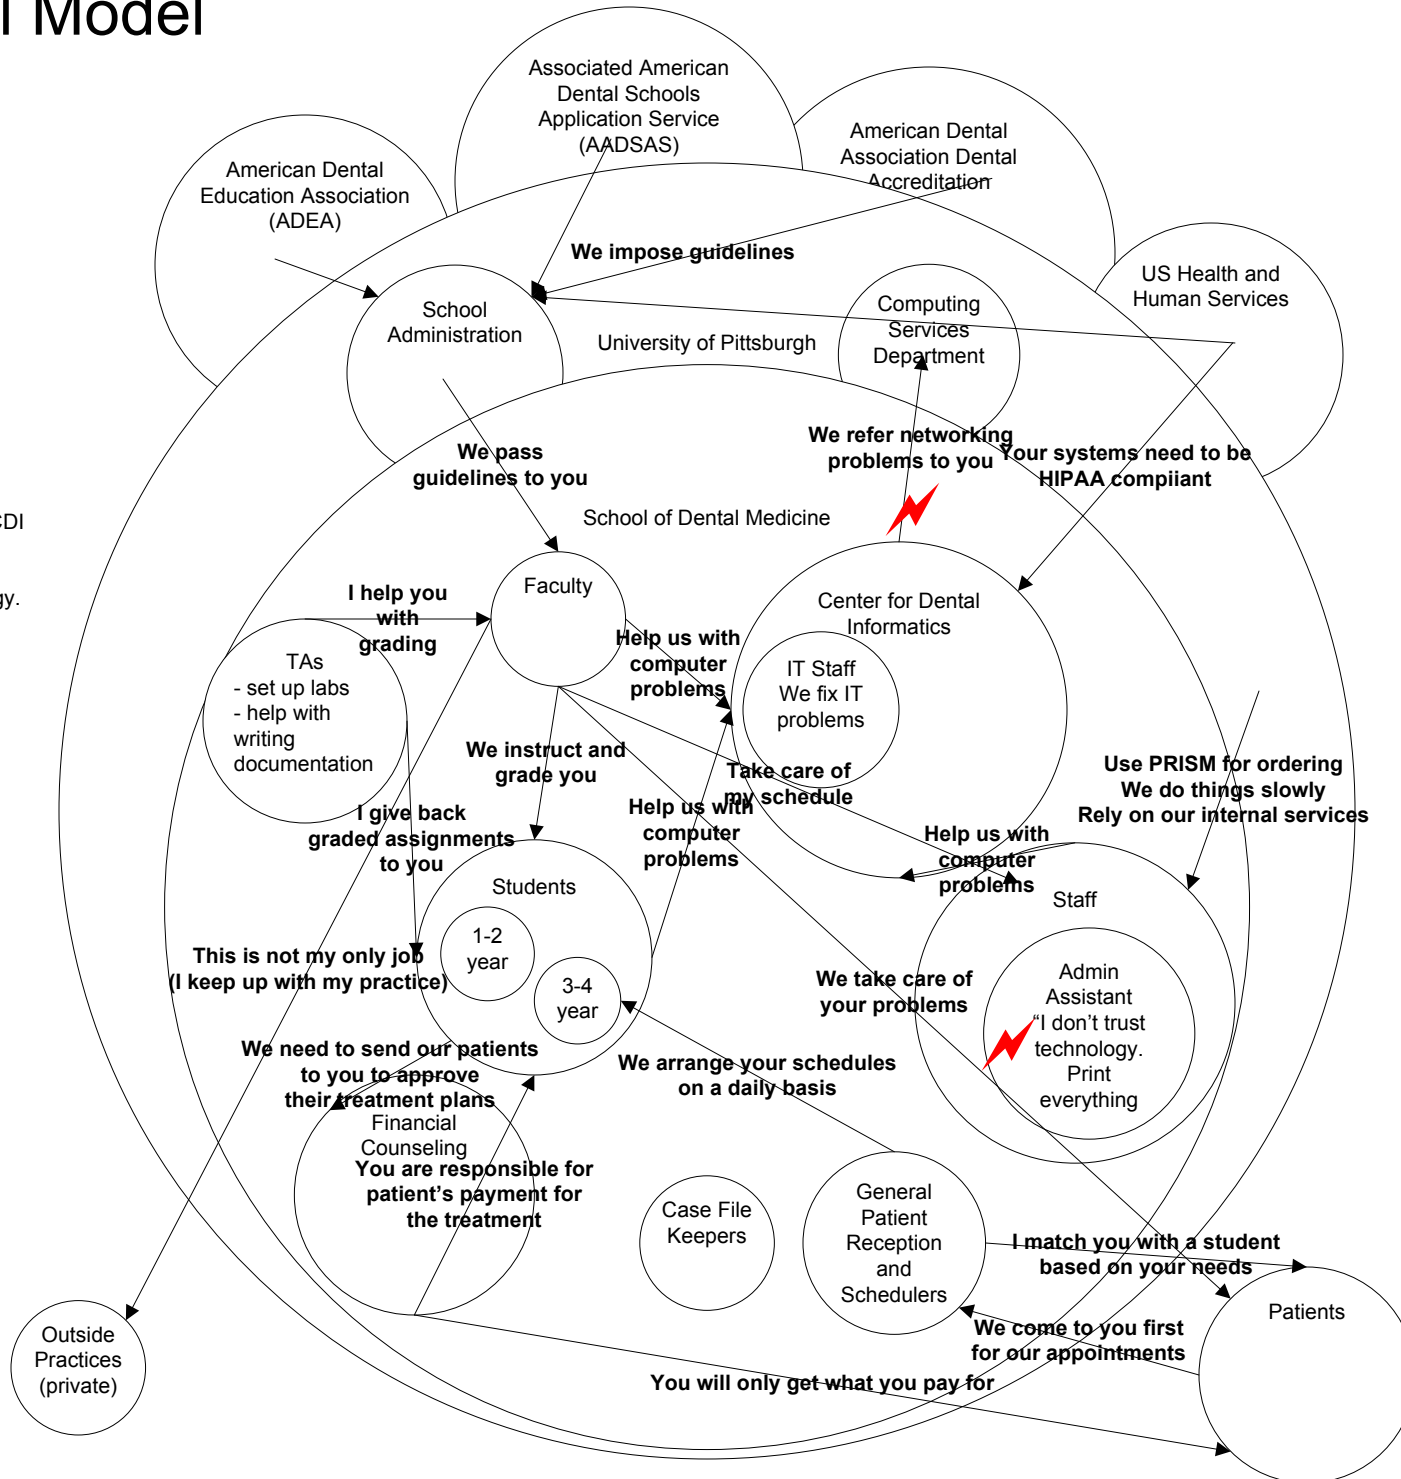 l Model
Associated American
Dental Schools
Application Service
(AADSAS)
American Dental
Association Dental
Accreditation
American Dental
Education Association
(ADEA)
We impose guidelines
US Health and
Human Services
School
Administration
University of Pittsburgh
Computing
Services
Department
We pass
guidelines to you
We refer networking
problems to you
Your systems need to be
HIPAA compiiant
CDI
School of Dental Medicine
gy.
I help you
with
grading
Faculty
Center for Dental
Informatics
Help us with
computer
problems
IT Staff
We fix IT
problems
TAs
- set up labs
- help with
writing
documentation
We instruct and
grade you
Take care of
my schedule
Use PRISM for ordering
We do things slowly
Rely on our internal services
I give back
graded assignments
to you
Help us with
computer
problems
Help us with
computer
problems
Students
Staff
1-2
year
3-4
year
This is not my only job
(I keep up with my practice)
We take care of
your problems
Admin
Assistant
“I don’t trust
technology.
Print
everything
We need to send our patients
to you to approve
their treatment plans
We arrange your schedules
on a daily basis
Financial
Counseling
You are responsible for
patient’s payment for
the treatment
Case File
Keepers
General
Patient
Reception
and
Schedulers
I match you with a student
based on your needs
Patients
We come to you first
for our appointments
Outside
Practices
(private)
You will only get what you pay for